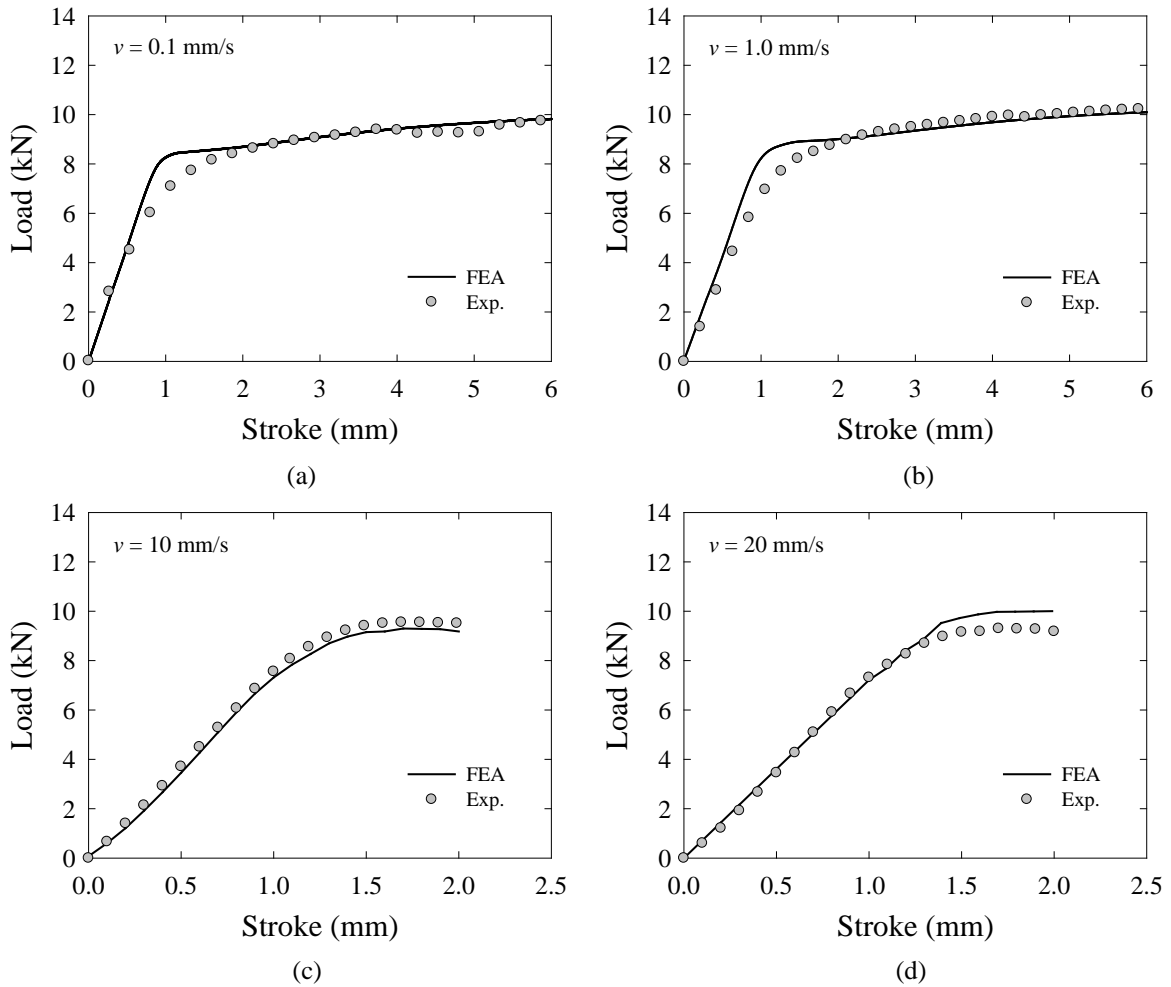 v = 0.1 mm/s
14
12
10
8
6
4
2
0
Load (kN)
FEA
Exp.
0 1 2 3 4 5 6
Stroke (mm)
(a)
v = 1.0 mm/s
14
12
10
8
6
4
2
0
Load (kN)
FEA
Exp.
0 1 2 3 4 5 6
Stroke (mm)
(b)
v = 10 mm/s
14
12
10
8
6
4
2
0
Load (kN)
FEA
Exp.
0.0 0.5 1.0 1.5 2.0 2.5
Stroke (mm)
(c)
v = 20 mm/s
14
12
10
8
6
4
2
0
Load (kN)
FEA
Exp.
0.0 0.5 1.0 1.5 2.0 2.5
Stroke (mm)
(d)